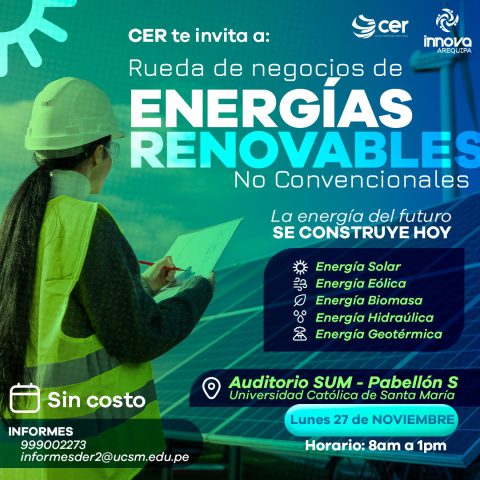 CER te invita a:
cer
innova
AREQUIPA
Rueda de negocios de
ENERGÍAS
RENOVABLES
No Convencionales
La energía del futuro
SE CONSTRUYE HOY
Energía Solar
Energía Eólica
Energía Biomasa
Energía Hidraúlica
Energía Geotérmica
Sin costo
Auditorio SUM - Pabellón S
Universidad Católica de Santa María
Lunes 27 de NOVIEMBRE
Horario: 8am a 1pm
INFORMES
999002273
informesder2@ucsm.edu.pe